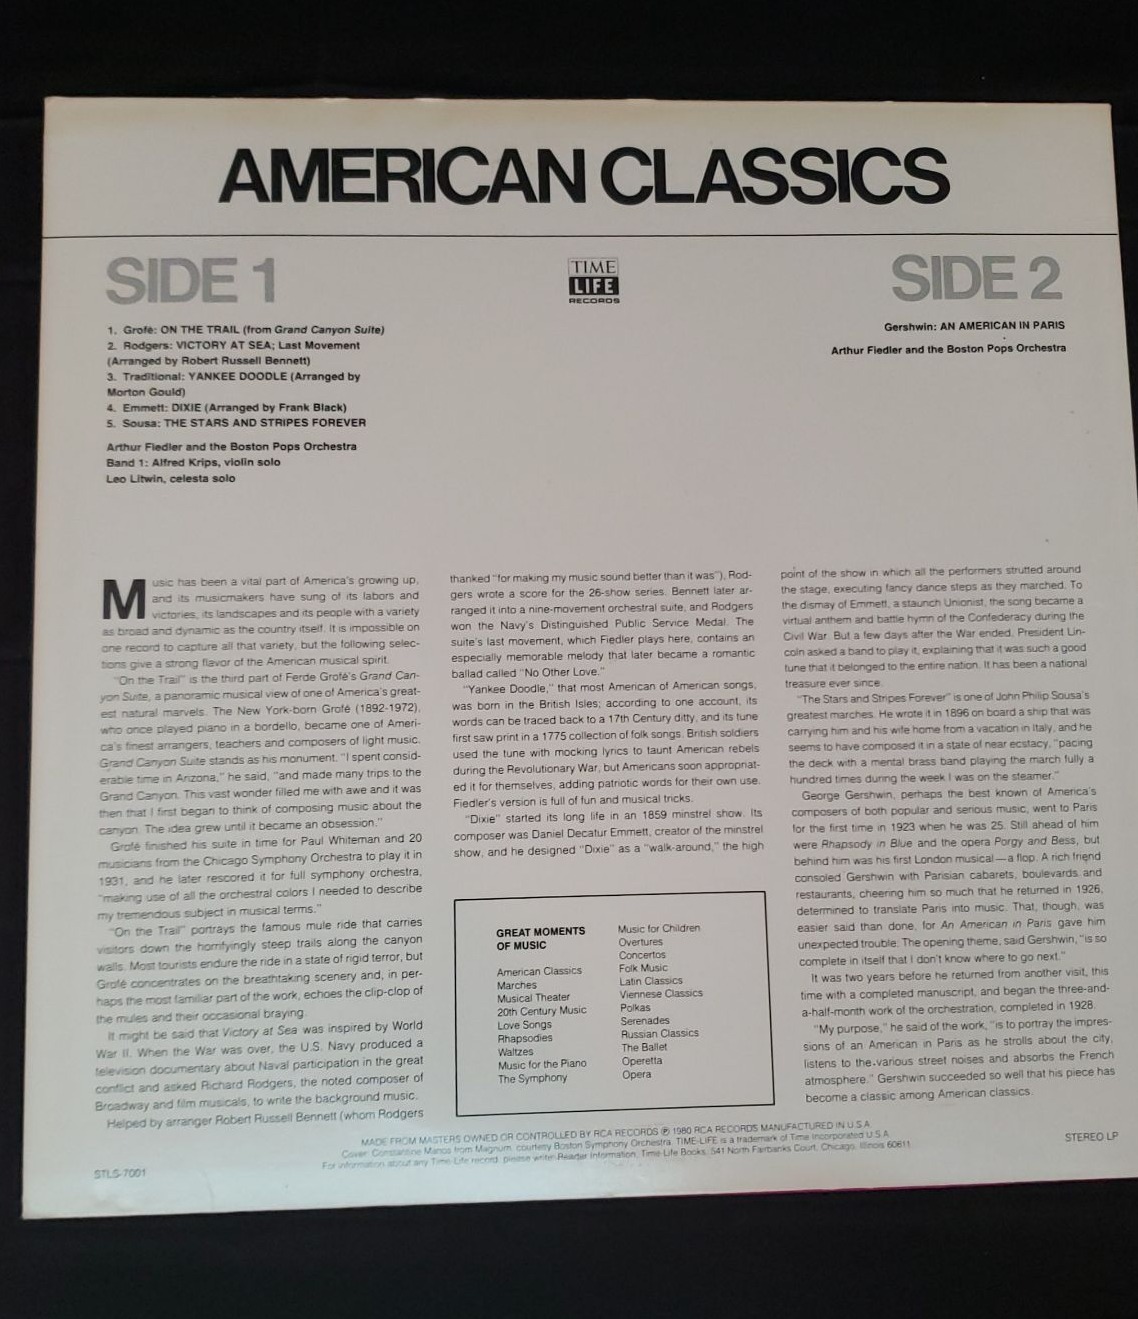 AMERICAN CLASSICS
SIDE 1
1. Grofé: ON THE TRAIL (from Grand Canyon Suite)
2. Rodgers: VICTORY AT SEA; Last Movement
(Arranged by Robert Russell Bennett)
3. Traditional: YANKEE DOODLE (Arranged by
Morton Gould)
4. Emmett: DIXIE (Arranged by Frank Black)
5. Sousa: THE STARS AND STRIPES FOREVER
Arthur Fiedler and the Boston Pops Orchestra
Band 1: Alfred Krips, violin solo
Leo Litwin, celesta solo
TIME
LIFE
RECORDS
SIDE 2
Gershwin: AN AMERICAN IN PARIS
Arthur Fiedler and the Boston Pops Orchestra
Music has been a vital part of America's growing up,
and its musicmakers have sung of its labors and
victories, its landscapes and its people with a variety
as broad and dynamic as the country itself. It is impossible on
one record to capture all that variety, but the following selec-
tions give a strong flavor of the American musical spirit.
"On the Trail" is the third part of Ferde Grofé's Grand Can-
yon Suite, a panoramic musical view of one of America's great-
est natural marvels. The New York-born Grofé (1892-1972),
who once played piano in a bordello, became one of Ameri-
ca's finest arrangers, teachers and composers of light music.
Grand Canyon Suite stands as his monument. "I spent consid-
erable time in Arizona," he said, "and made many trips to the
Grand Canyon. This vast wonder filled me with awe and it was
then that I first began to think of composing music about the
canyon. The idea grew until it became an obsession."
Grofé finished his suite in time for Paul Whiteman and 20
musicians from the Chicago Symphony Orchestra to play it in
1931, and he later rescored it for full symphony orchestra,
"making use of all the orchestral colors I needed to describe
my tremendous subject in musical terms."
"On the Trail" portrays the famous mule ride that carries
visitors down the horrifyingly steep trails along the canyon
walls. Most tourists endure the ride in a state of rigid terror, but
Grofé concentrates on the breathtaking scenery and, in per-
haps the most familiar part of the work, echoes the clip-clop of
the mules and their occasional braying.
It might be said that Victory at Sea was inspired by World
War II. When the War was over, the U.S. Navy produced a
television documentary about Naval participation in the great
conflict and asked Richard Rodgers, the noted composer of
Broadway and film musicals, to write the background music.
Helped by arranger Robert Russell Bennett (whom Rodgers
thanked "for making my music sound better than it was"), Rod-
gers wrote a score for the 26-show series. Bennett later ar-
ranged it into a nine-movement orchestral suite, and Rodgers
won the Navy's Distinguished Public Service Medal. The
suite's last movement, which Fiedler plays here, contains an
especially memorable melody that later became a romantic
ballad called "No Other Love."
"Yankee Doodle," that most American of American songs,
was born in the British Isles; according to one account, its
words can be traced back to a 17th Century ditty, and its tune
first saw print in a 1775 collection of folk songs. British soldiers
used the tune with mocking lyrics to taunt American rebels
during the Revolutionary War, but Americans soon appropriat-
ed it for themselves, adding patriotic words for their own use.
Fiedler's version is full of fun and musical tricks.
"Dixie" started its long life in an 1859 minstrel show. Its
composer was Daniel Decatur Emmett, creator of the minstrel
show, and he designed "Dixie" as a "walk-around," the high
point of the show in which all the performers strutted around
the stage, executing fancy dance steps as they marched. To
the dismay of Emmett, a staunch Unionist, the song became a
virtual anthem and battle hymn of the Confederacy during the
Civil War. But a few days after the War ended, President Lin-
coln asked a band to play it, explaining that it was such a good
tune that it belonged to the entire nation. It has been a national
treasure ever since.
"The Stars and Stripes Forever" is one of John Philip Sousa's
greatest marches. He wrote it in 1896 on board a ship that was
carrying him and his wife home from a vacation in Italy, and he
seems to have composed it in a state of near ecstacy, "pacing
the deck with a mental brass band playing the march fully a
hundred times during the week I was on the steamer."
George Gershwin, perhaps the best known of America's
composers of both popular and serious music, went to Paris
for the first time in 1923 when he was 25. Still ahead of him
were Rhapsody in Blue and the opera Porgy and Bess, but
behind him was his first London musical—a flop. A rich friend
consoled Gershwin with Parisian cabarets, boulevards and
restaurants, cheering him so much that he returned in 1926,
determined to translate Paris into music. That, though, was
easier said than done, for An American in Paris gave him
unexpected trouble. The opening theme, said Gershwin, "is so
complete in itself that I don't know where to go next."
It was two years before he returned from another visit, this
time with a completed manuscript, and began the three-and-
a-half-month work of the orchestration, completed in 1928.
"My purpose," he said of the work, "is to portray the impres-
sions of an American in Paris as he strolls about the city,
listens to the various street noises and absorbs the French
atmosphere." Gershwin succeeded so well that his piece has
become a classic among American classics.
GREAT MOMENTS
OF MUSIC
American Classics
Marches
Musical Theater
20th Century Music
Love Songs
Rhapsodies
Waltzes
Music for the Piano
The Symphony
Music for Children
Overtures
Concertos
Folk Music
Latin Classics
Viennese Classics
Polkas
Serenades
Russian Classics
The Ballet
Operetta
Opera
MADE FROM MASTERS OWNED OR CONTROLLED BY RCA RECORDS ℗ 1980 RCA RECORDS MANUFACTURED IN U.S.A.
Cover: Constantine Manos from Magnum, courtesy Boston Symphony Orchestra. TIME-LIFE is a trademark of Time Incorporated U.S.A.
For information about any Time-Life record, please write: Reader Information, Time-Life Books, 541 North Fairbanks Court, Chicago, Illinois 60611
STLS-7001
STEREO LP